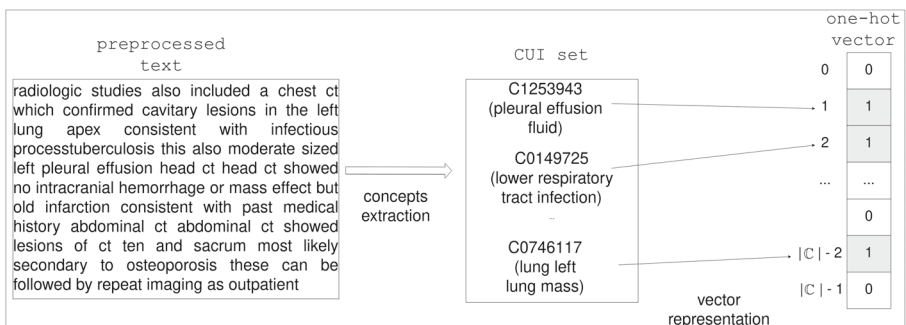 preprocessed
text
radiologic studies also included a chest ct
which confirmed cavitary lesions in the left
lung apex consistent with infectious
processtuberculosis this also moderate sized
left pleural effusion head ct head ct showed
no intracranial hemorrhage or mass effect but
old infarction consistent with past medical
history abdominal ct abdominal ct showed
lesions of ct ten and sacrum most likely
secondary to osteoporosis these can be
followed by repeat imaging as outpatient
concepts
extraction
CUI set
C1253943
(pleural effusion
fluid)
C0149725
(lower respiratory
tract infection)
...
C0746117
(lung left
lung mass)
vector
representation
one-hot
vector
0 0
1 1
2 1
... ...
0
|ℂ| - 2 1
|ℂ| - 1 0